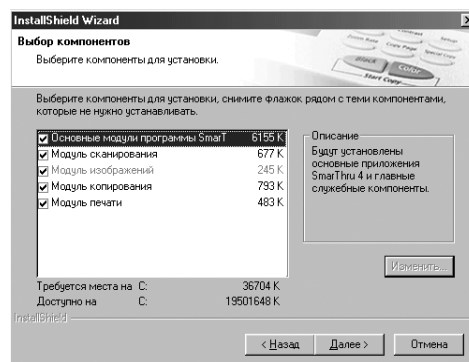 InstallShield Wizard
Выбор компонентов
Выберите компоненты для установки.
Black
Color
Start Copy
Выберите компоненты для установки, снимите флажок рядом с теми компонентами,
которые не нужно устанавливать.
Основные модули программы SmarT 6155 K
Модуль сканирования 677 K
Модуль изображений 245 K
Модуль копирования 793 K
Модуль печати 483 K
Описание
Будут установлены
основные приложения
SmarThru 4 и главные
служебные компоненты.
Изменить...
Требуется места на C: 36704 K
Доступно на C: 19501648 K
InstallShield
< Назад
Далее >
Отмена